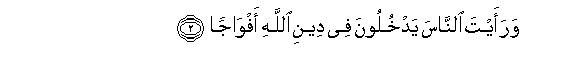 وَرَأَيْتَ ٱلنَّاسَ يَدْخُلُونَ فِى دِينِ ٱللَّهِ أَفْوَاجًا ۝٢